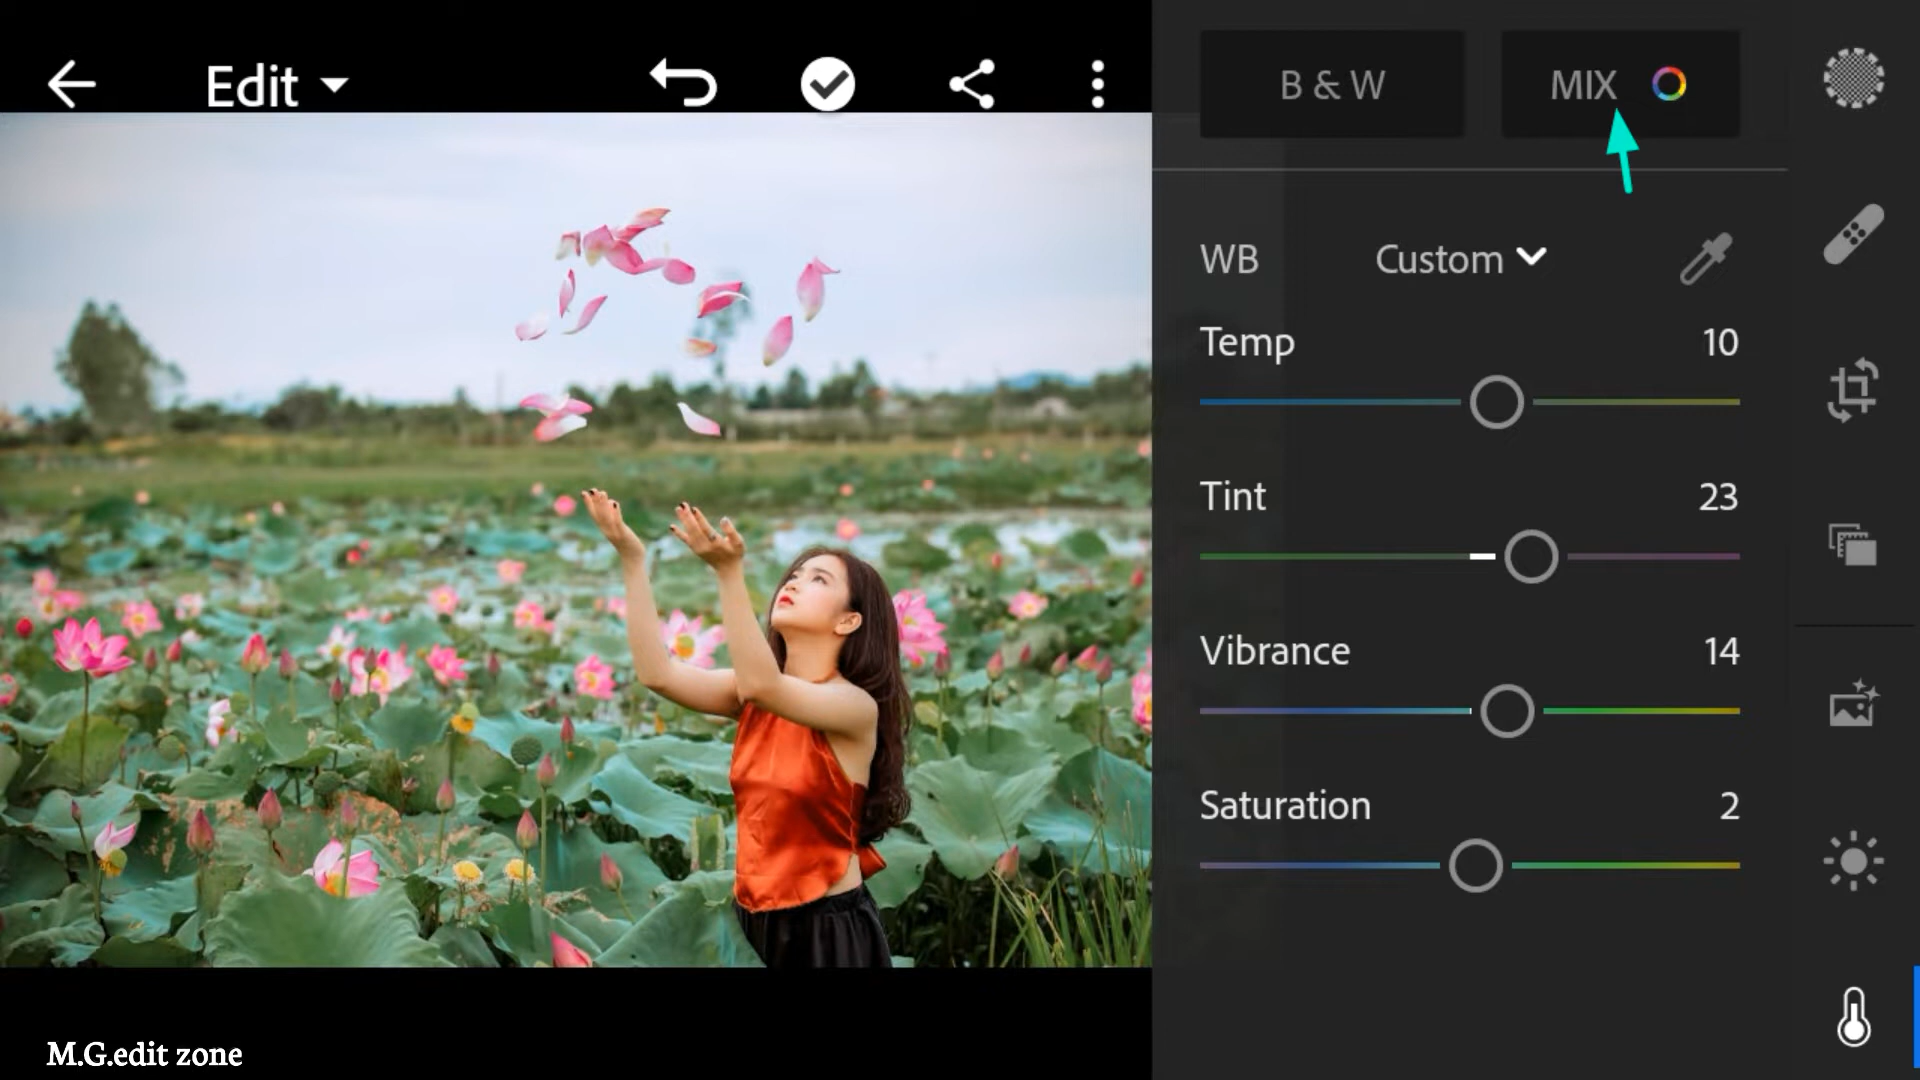 Edit
B & W
MIX
WB
Custom
Temp
10
Tint
23
Vibrance
14
Saturation
2
M.G.edit zone